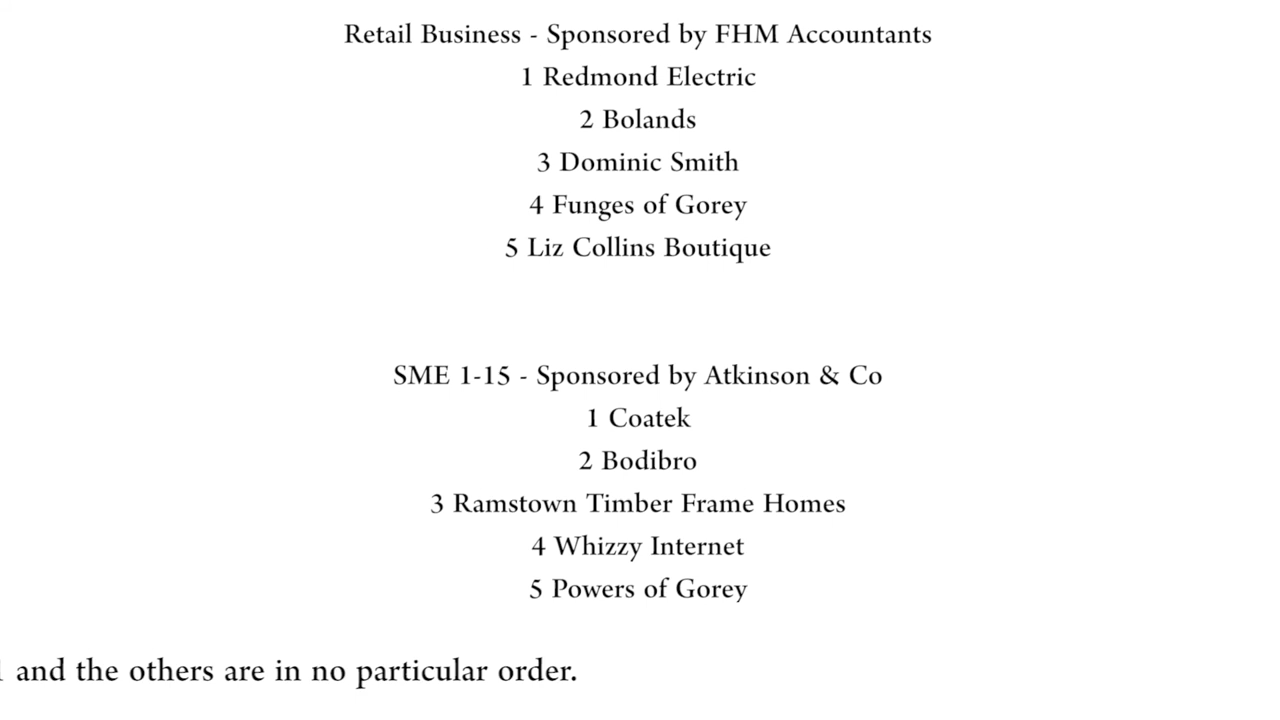 Retail Business - Sponsored by FHM Accountants
1 Redmond Electric
2 Bolands
3 Dominic Smith
4 Funges of Gorey
5 Liz Collins Boutique
SME 1-15 - Sponsored by Atkinson & Co
1 Coatek
2 Bodibro
3 Ramstown Timber Frame Homes
4 Whizzy Internet
5 Powers of Gorey
and the others are in no particular order.